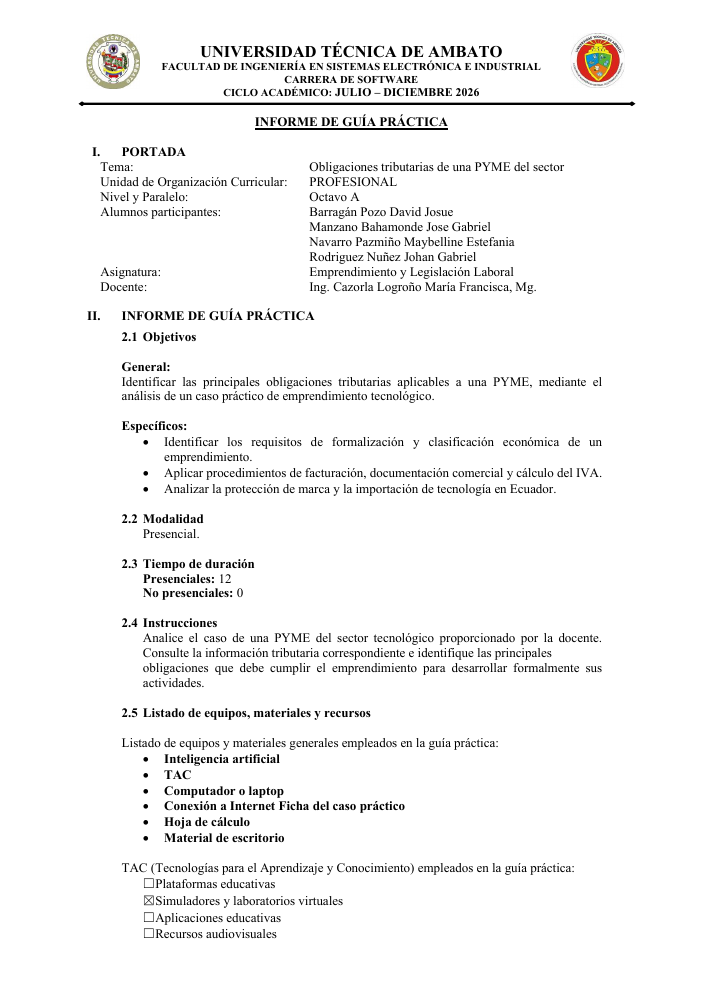 UNIVERSIDAD TÉCNICA DE AMBATO
FACULTAD DE INGENIERÍA EN SISTEMAS ELECTRÓNICA E INDUSTRIAL
CARRERA DE SOFTWARE
CICLO ACADÉMICO: JULIO – DICIEMBRE 2026
INFORME DE GUÍA PRÁCTICA
I. PORTADA
Tema: Obligaciones tributarias de una PYME del sector
Unidad de Organización Curricular: PROFESIONAL
Nivel y Paralelo: Octavo A
Alumnos participantes: Barragán Pozo David Josue
Manzano Bahamonde Jose Gabriel
Navarro Pazmiño Maybelline Estefania
Rodriguez Nuñez Johan Gabriel
Asignatura: Emprendimiento y Legislación Laboral
Docente: Ing. Cazorla Logroño María Francisca, Mg.
II. INFORME DE GUÍA PRÁCTICA
2.1 Objetivos
General:
Identificar las principales obligaciones tributarias aplicables a una PYME, mediante el
análisis de un caso práctico de emprendimiento tecnológico.
Específicos:
• Identificar los requisitos de formalización y clasificación económica de un
emprendimiento.
• Aplicar procedimientos de facturación, documentación comercial y cálculo del IVA.
• Analizar la protección de marca y la importación de tecnología en Ecuador.
2.2 Modalidad
Presencial.
2.3 Tiempo de duración
Presenciales: 12
No presenciales: 0
2.4 Instrucciones
Analice el caso de una PYME del sector tecnológico proporcionado por la docente.
Consulte la información tributaria correspondiente e identifique las principales
obligaciones que debe cumplir el emprendimiento para desarrollar formalmente sus
actividades.
2.5 Listado de equipos, materiales y recursos
Listado de equipos y materiales generales empleados en la guía práctica:
• Inteligencia artificial
• TAC
• Computador o laptop
• Conexión a Internet Ficha del caso práctico
• Hoja de cálculo
• Material de escritorio
TAC (Tecnologías para el Aprendizaje y Conocimiento) empleados en la guía práctica:
☐Plataformas educativas
☒Simuladores y laboratorios virtuales
☐Aplicaciones educativas
☐Recursos audiovisuales